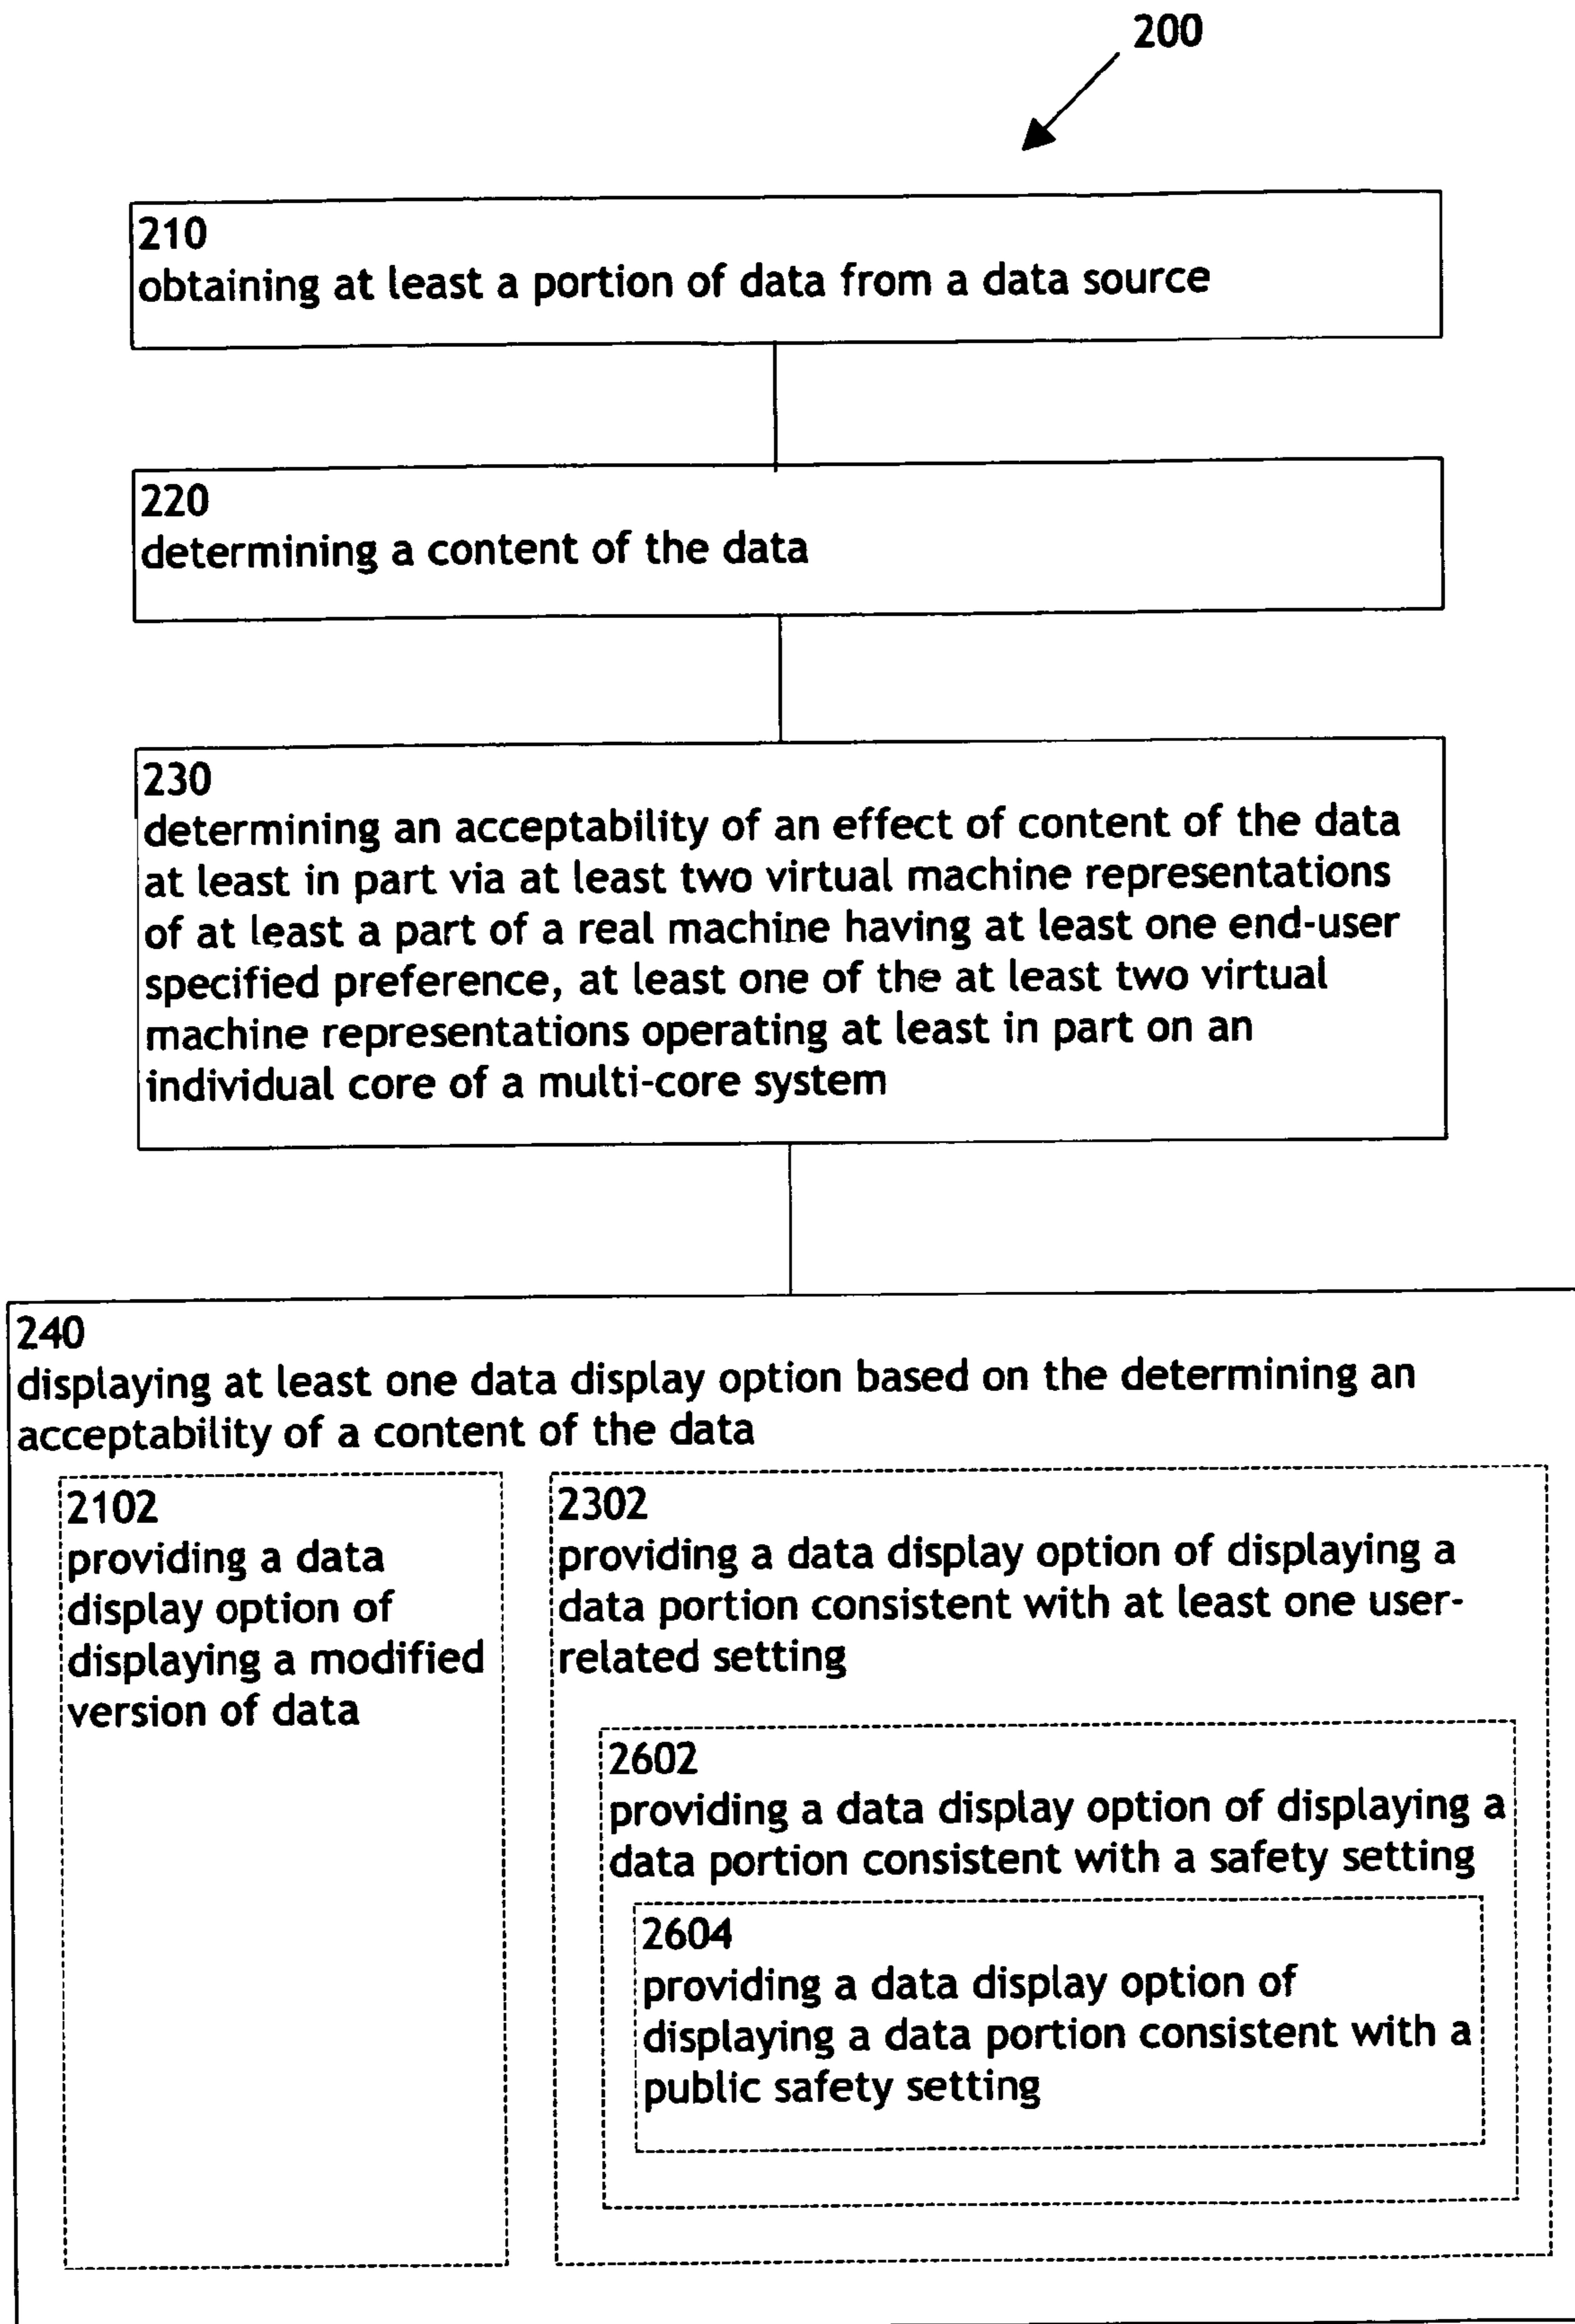 200
210
obtaining at least a portion of data from a data source
220
determining a content of the data
230
determining an acceptability of an effect of content of the data
at least in part via at least two virtual machine representations
of at least a part of a real machine having at least one end-user
specified preference, at least one of the at least two virtual
machine representations operating at least in part on an
individual core of a multi-core system
240
displaying at least one data display option based on the determining an
acceptability of a content of the data
2102
providing a data
display option of
displaying a modified
version of data
2302
providing a data display option of displaying a
data portion consistent with at least one user-
related setting
2602
providing a data display option of displaying a
data portion consistent with a safety setting
2604
providing a data display option of
displaying a data portion consistent with a
public safety setting